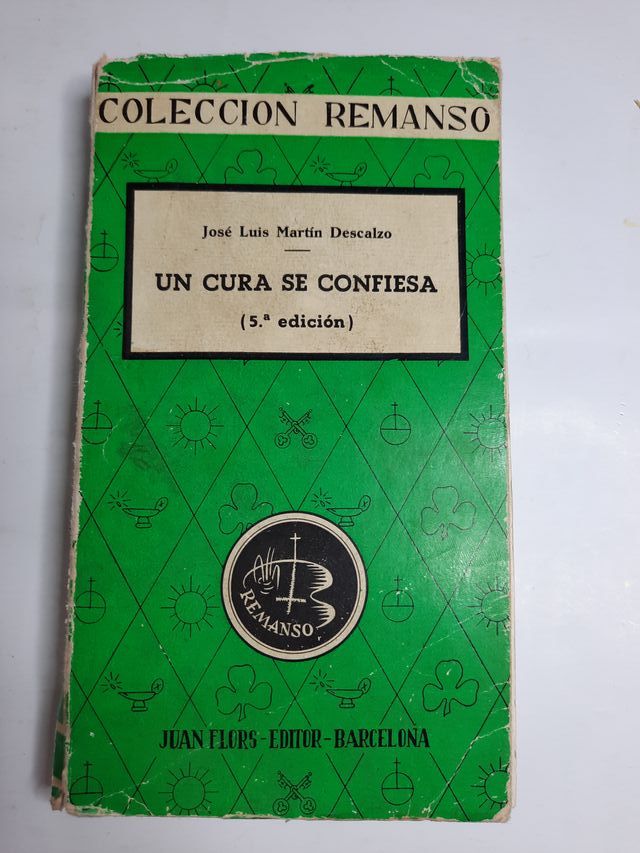 COLECCION REMANSO
José Luis Martín Descalzo
UN CURA SE CONFIESA
(5.ª edición)
REMANSO
JUAN FLORS-EDITOR-BARCELONA